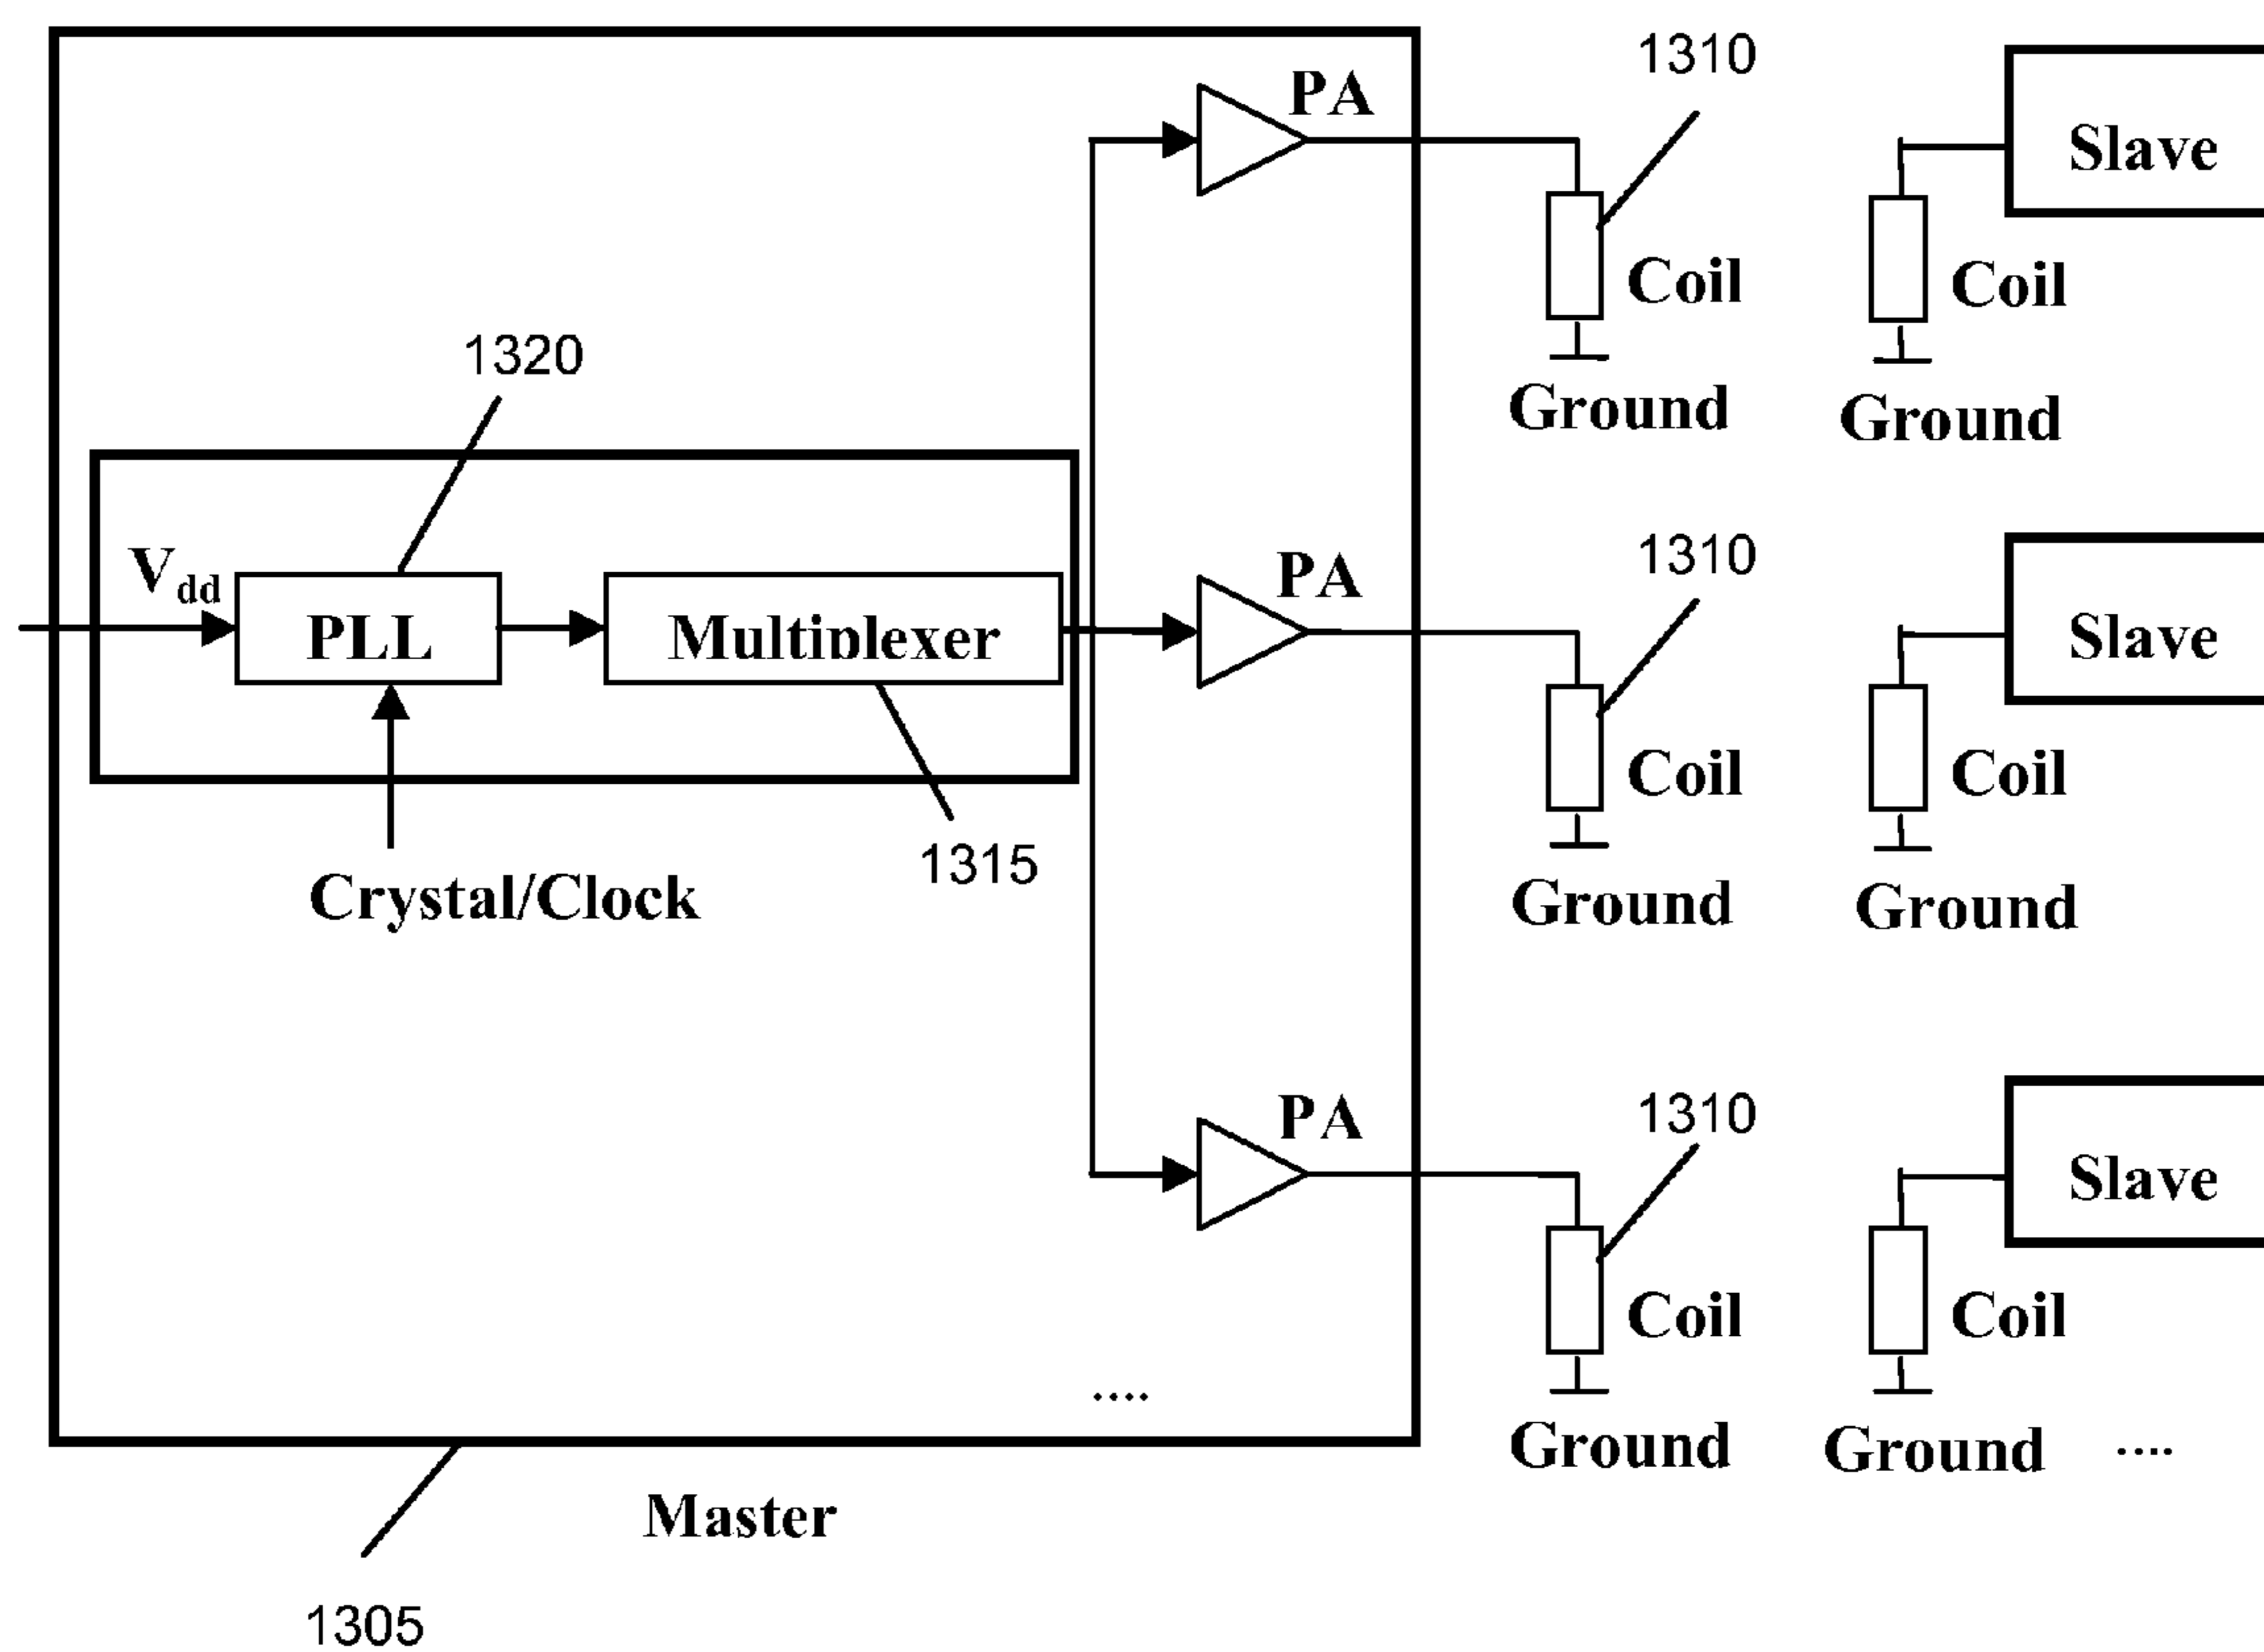 1310
PA
Slave
Coil
Coil
1320
Ground
Ground
1310
Vdd
PA
PLL
Multiplexer
Slave
Coil
Coil
1315
Crystal/Clock
Ground
Ground
1310
PA
Slave
Coil
Coil
....
Ground
Ground
....
Master
1305